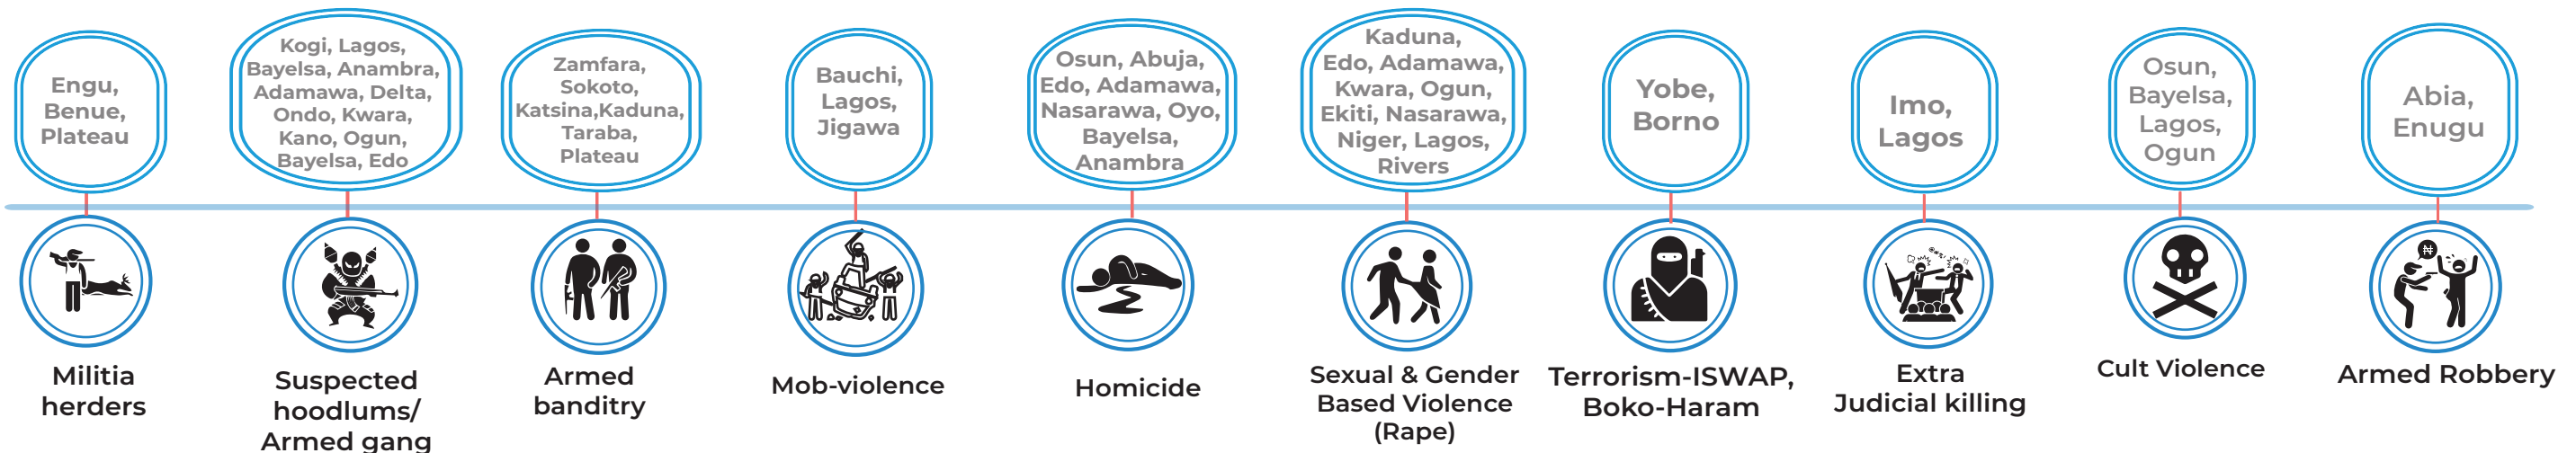 Engu,
Benue,
Plateau
Kogi, Lagos,
Bayelsa, Anambra,
Adamawa, Delta,
Ondo, Kwara,
Kano, Ogun,
Bayelsa, Edo
Zamfara,
Sokoto,
Katsina,Kaduna,
Taraba,
Plateau
Bauchi,
Lagos,
Jigawa
Osun, Abuja,
Edo, Adamawa,
Nasarawa, Oyo,
Bayelsa,
Anambra
Kaduna,
Edo, Adamawa,
Kwara, Ogun,
Ekiti, Nasarawa,
Niger, Lagos,
Rivers
Yobe,
Borno
Imo,
Lagos
Osun,
Bayelsa,
Lagos,
Ogun
Abia,
Enugu
₦
Militia
herders
Suspected
hoodlums/
Armed gang
Armed
banditry
Mob-violence
Homicide
Sexual & Gender
Based Violence
(Rape)
Terrorism-ISWAP,
Boko-Haram
Extra
Judicial killing
Cult Violence
Armed Robbery